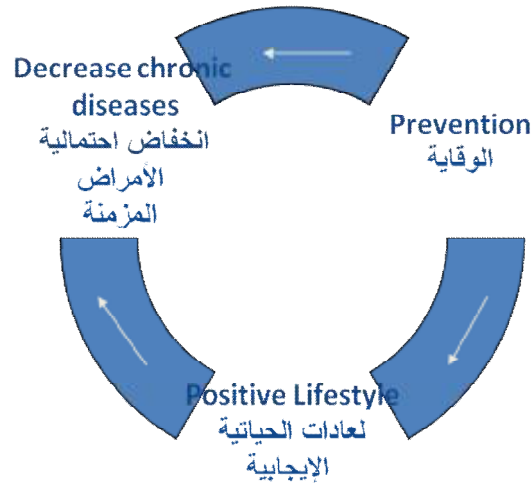 Decrease chronic
diseases
انخفاض احتمالية
الأمراض
المزمنة
Prevention
الوقاية
Positive Lifestyle
لعادات الحياتية
الإيجابية